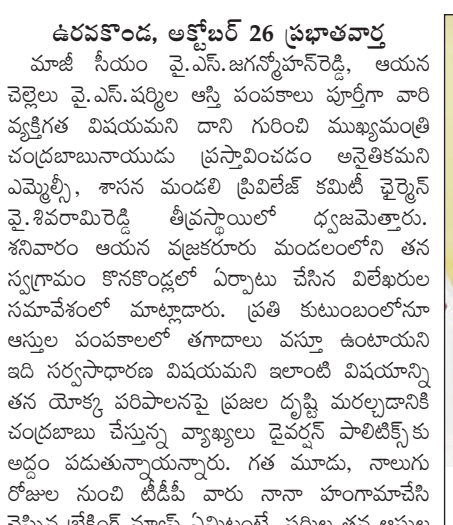 ఉరవకొండ, అక్టోబర్ 26 ప్రభాతవార్త
మాజీ సీయం వై.ఎస్.జగన్మోహన్‌రెడ్డి, ఆయన
చెల్లెలు వై.ఎస్.షర్మిల ఆస్తి పంపకాలు పూర్తీగా వారి
వ్యక్తిగత విషయమని దాని గురించి ముఖ్యమంత్రి
చంద్రబాబునాయుడు ప్రస్తావించడం అనైతికమని
ఎమ్మెల్సీ, శాసన మండలి ప్రివిలేజ్ కమిటీ ఛైర్మెన్
వై.శివరామిరెడ్డి తీవ్రస్థాయిలో ధ్వజమెత్తారు.
శనివారం ఆయన వజ్రకరూరు మండలంలోని తన
స్వగ్రామం కొనకొండ్లలో ఏర్పాటు చేసిన విలేఖరుల
సమావేశంలో మాట్లాడారు. ప్రతి కుటుంబంలోనూ
ఆస్తుల పంపకాలలో తగాదాలు వస్తూ ఉంటాయని
ఇది సర్వసాధారణ విషయమని ఇలాంటి విషయాన్ని
తన యోక్క పరిపాలనపై ప్రజల దృష్టి మరల్చడానికి
చంద్రబాబు చేస్తున్న వ్యాఖ్యలు డైవర్షన్ పాలిటిక్స్‌కు
అద్దం పడుతున్నాయన్నారు. గత మూడు, నాలుగు
రోజుల నుంచి టీడీపీ వారు నానా హంగామాచేసి